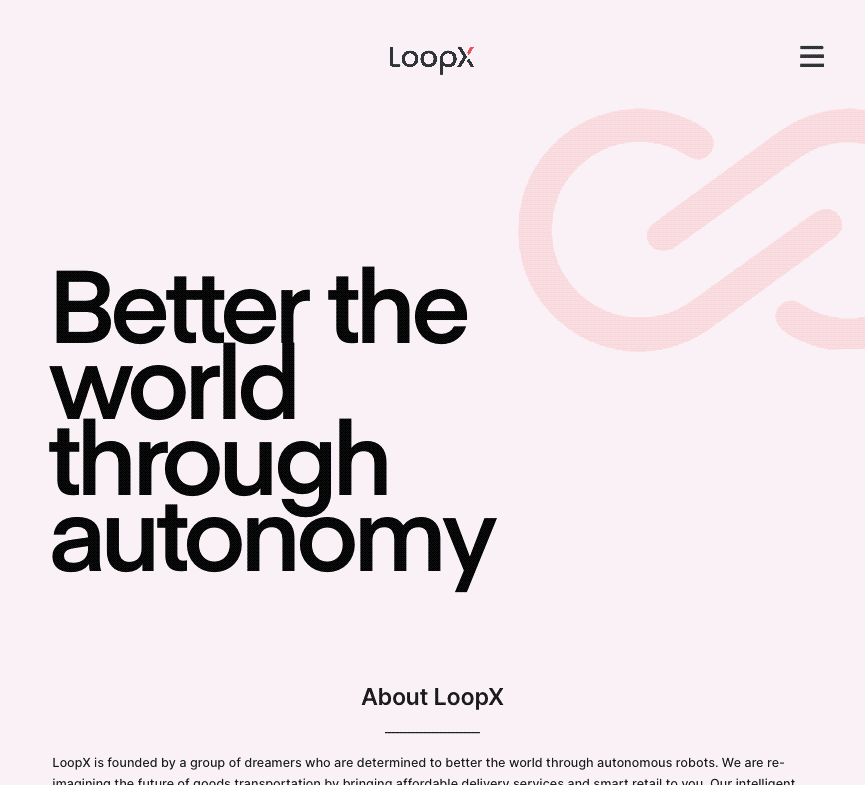 LoopX
Better the
world
through
autonomy
About LoopX
LoopX is founded by a group of dreamers who are determined to better the world through autonomous robots. We are re-
imagining the future of goods transportation by bringing affordable delivery services and smart retail to you. Our intelligent